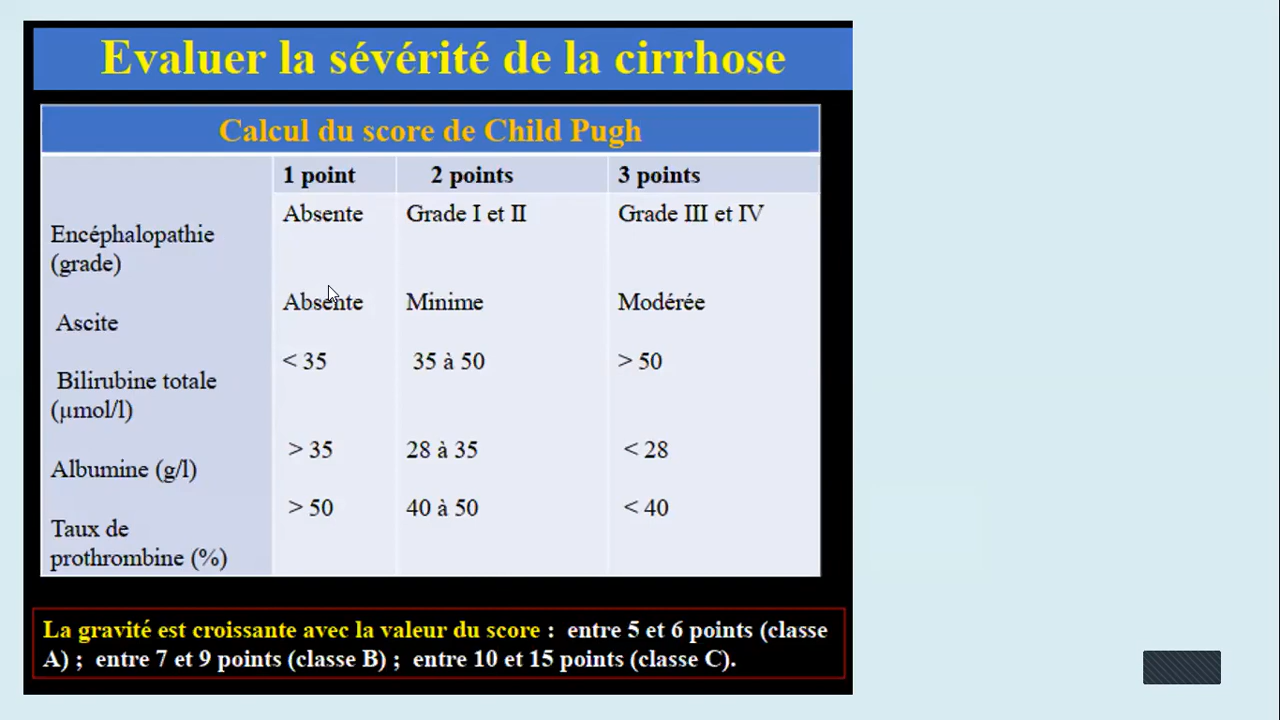 Evaluer la sévérité de la cirrhose
Calcul du score de Child Pugh
1 point 2 points 3 points
Encéphalopathie
(grade)
Absente Grade I et II Grade III et IV
Ascite
Absente Minime Modérée
Bilirubine totale
(µmol/l)
< 35 35 à 50 > 50
Albumine (g/l)
> 35 28 à 35 < 28
Taux de
prothrombine (%)
> 50 40 à 50 < 40
La gravité est croissante avec la valeur du score : entre 5 et 6 points (classe
A) ; entre 7 et 9 points (classe B) ; entre 10 et 15 points (classe C).